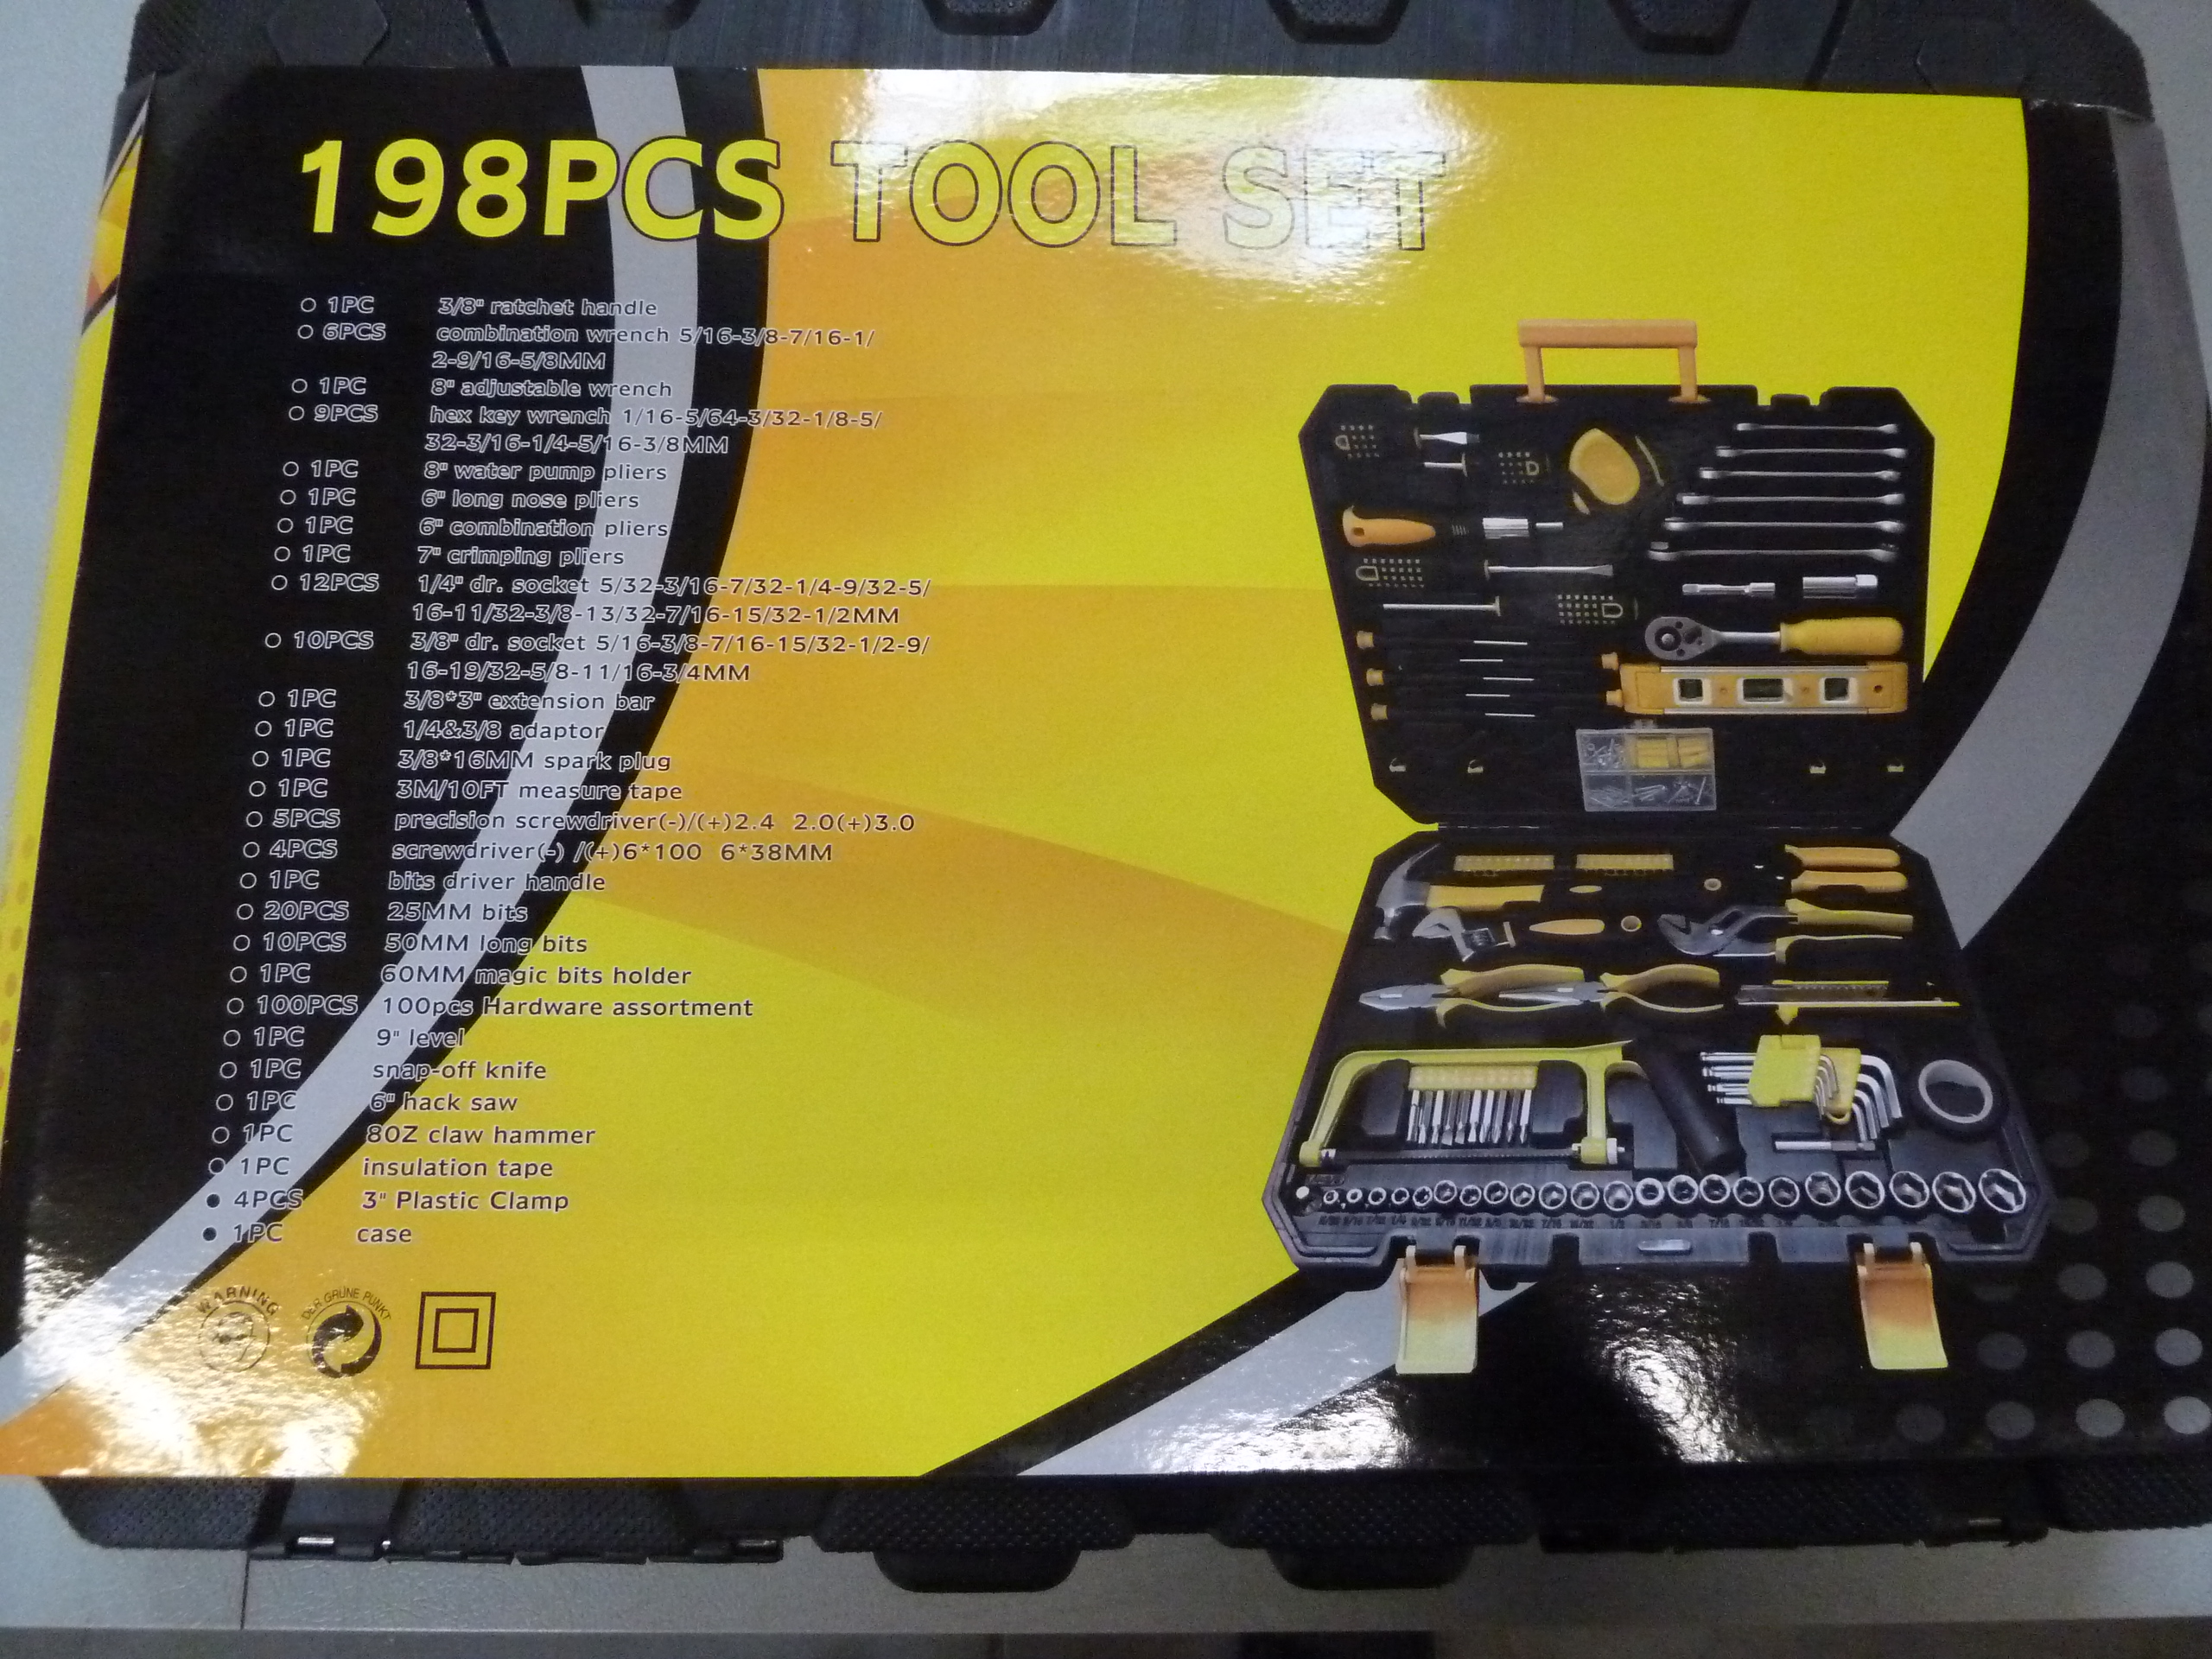 198PCS TOOL SET
1PC 3/8" ratchet handle
6PCS combination wrench 5/16-3/8-7/16-1/
2-9/16-5/8MM
1PC 8" adjustable wrench
9PCS hex key wrench 1/16-5/64-3/32-1/8-5/
32-3/16-1/4-5/16-3/8MM
1PC 8" water pump pliers
1PC 6" long nose pliers
1PC 6" combination pliers
1PC 7" crimping pliers
12PCS 1/4" dr. socket 5/32-3/16-7/32-1/4-9/32-5/
16-11/32-3/8-13/32-7/16-15/32-1/2MM
10PCS 3/8" dr. socket 5/16-3/8-7/16-15/32-1/2-9/
16-19/32-5/8-11/16-3/4MM
1PC 3/8*3" extension bar
1PC 1/4&3/8 adaptor
1PC 3/8*16MM spark plug
1PC 3M/10FT measure tape
5PCS precision screwdriver(-)/(+)2.4 2.0(+)3.0
4PCS screwdriver(-) /(+)6*100 6*38MM
1PC bits driver handle
20PCS 25MM bits
10PCS 50MM long bits
1PC 60MM magic bits holder
100PCS 100pcs Hardware assortment
1PC 9" level
1PC snap-off knife
1PC 6" hack saw
1PC 8OZ claw hammer
1PC insulation tape
4PCS 3" Plastic Clamp
1PC case
WARNING
DER GRÜNE PUNKT